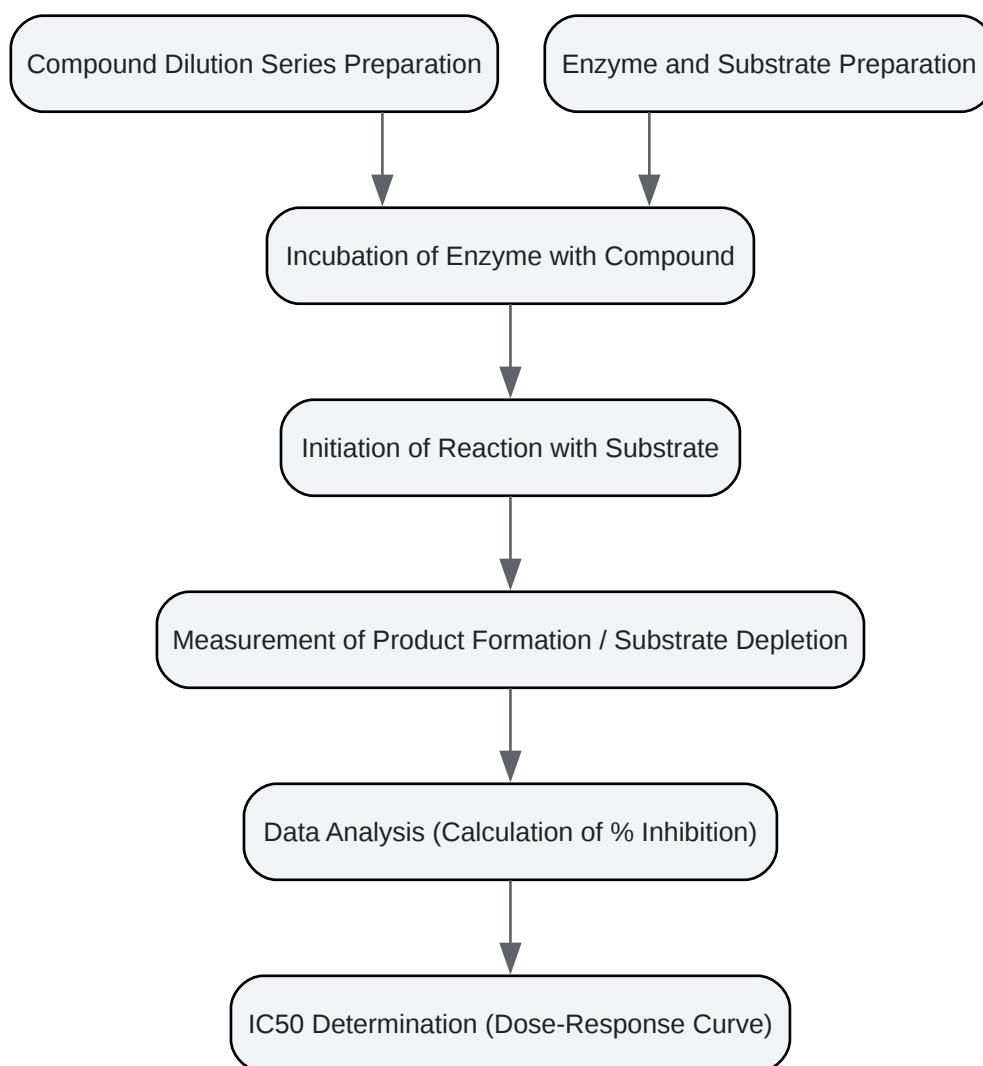 Compound Dilution Series Preparation
Enzyme and Substrate Preparation
Incubation of Enzyme with Compound
Initiation of Reaction with Substrate
Measurement of Product Formation / Substrate Depletion
Data Analysis (Calculation of % Inhibition)
IC50 Determination (Dose-Response Curve)